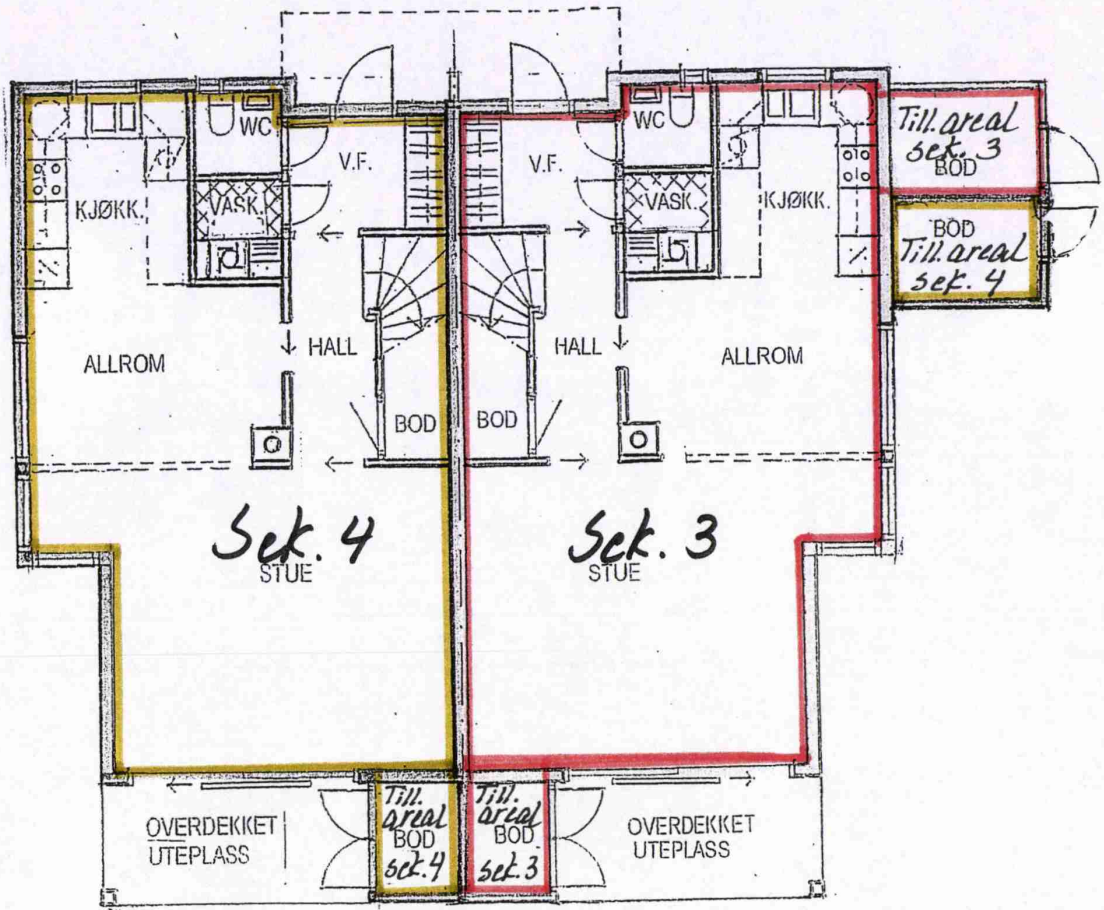 WC
V.F.
KJØKK.
VASK.
HALL
ALLROM
BOD
Sek. 4
STUE
OVERDEKKET
UTEPLASS
Till.
areal
BOD
sek. 4
WC
V.F.
KJØKK.
VASK.
HALL
ALLROM
BOD
Sek. 3
STUE
Till.
areal
BOD
sek. 3
OVERDEKKET
UTEPLASS
Till. areal
sek. 3
BOD
BOD
Till. areal
sek. 4